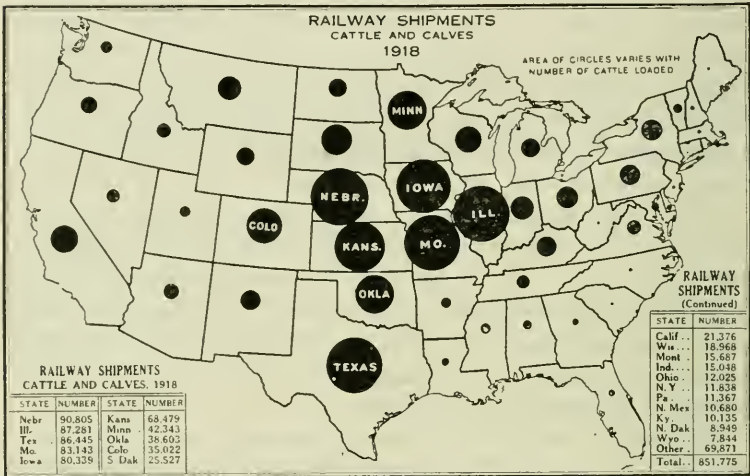 RAILWAY SHIPMENTS
CATTLE AND CALVES
1918
AREA OF CIRCLES VARIES WITH
NUMBER OF CATTLE LOADED
MINN
NEBR.
IOWA
ILL.
COLO
KANS.
MO.
OKLA
TEXAS
RAILWAY SHIPMENTS
CATTLE AND CALVES, 1918
STATE NUMBER STATE NUMBER
Nebr 90,805 Kans 68,479
Ill. 87,281 Minn 42,343
Tex 86,445 Okla 38,603
Mo. 83,143 Colo 35,022
Iowa 80,339 S Dak 25,527
RAILWAY
SHIPMENTS
(Continued)
STATE NUMBER
Calif .. 21,376
Wis ... 18,968
Mont . 15,687
Ind.... 15,048
Ohio . 12,025
N.Y .. 11,838
Pa . 11,367
N. Mex 10,680
Ky. 10,135
N. Dak 8,949
Wyo .. 7,844
Other . 69,871
Total.. 851,775